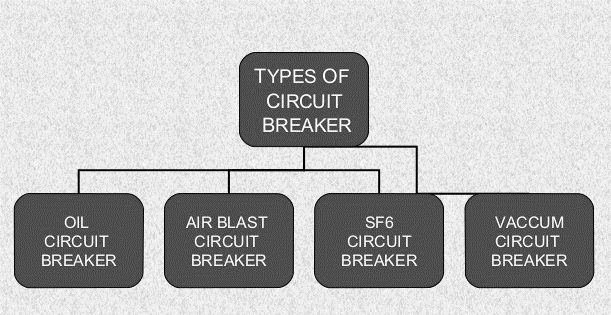 TYPES OF
CIRCUIT
BREAKER
OIL
CIRCUIT
BREAKER
AIR BLAST
CIRCUIT
BREAKER
SF6
CIRCUIT
BREAKER
VACCUM
CIRCUIT
BREAKER